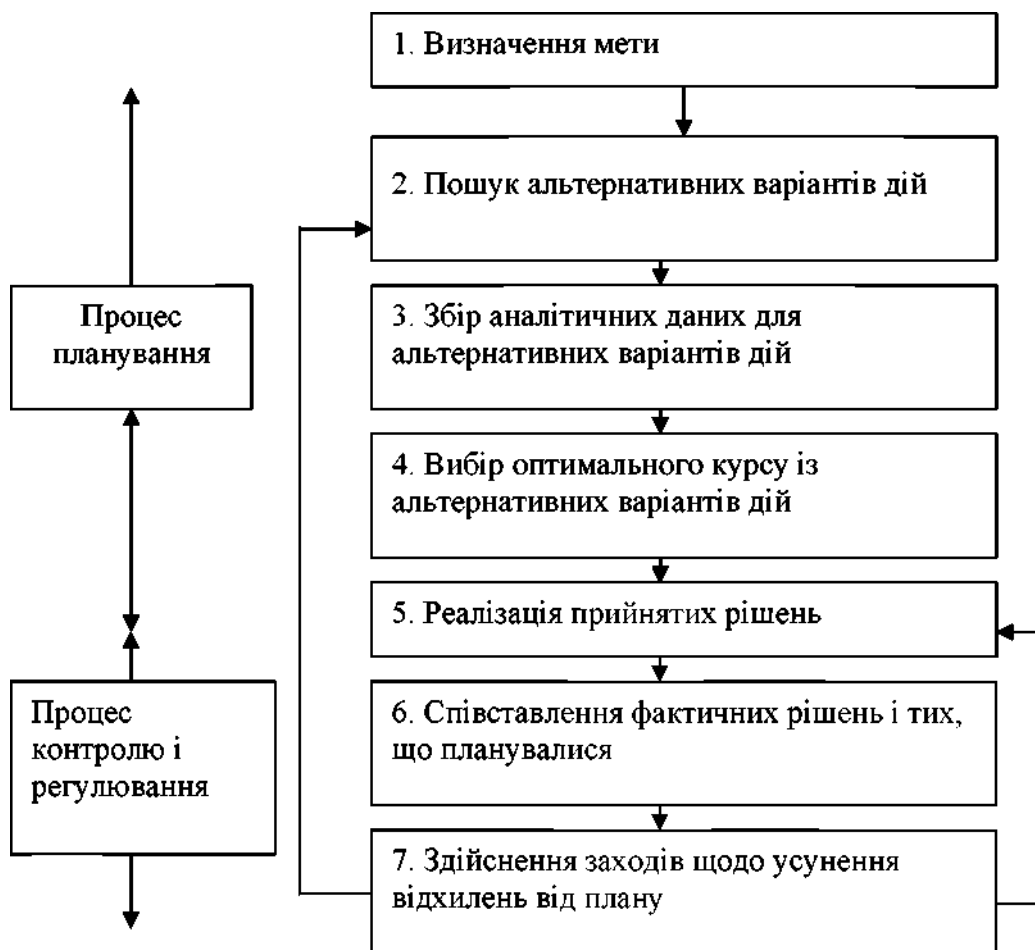 1. Визначення мети
2. Пошук альтернативних варіантів дій
Процес
планування
3. Збір аналітичних даних для
альтернативних варіантів дій
4. Вибір оптимального курсу із
альтернативних варіантів дій
5. Реалізація прийнятих рішень
Процес
контролю і
регулювання
6. Співставлення фактичних рішень і тих,
що планувалися
7. Здійснення заходів щодо усунення
відхилень від плану